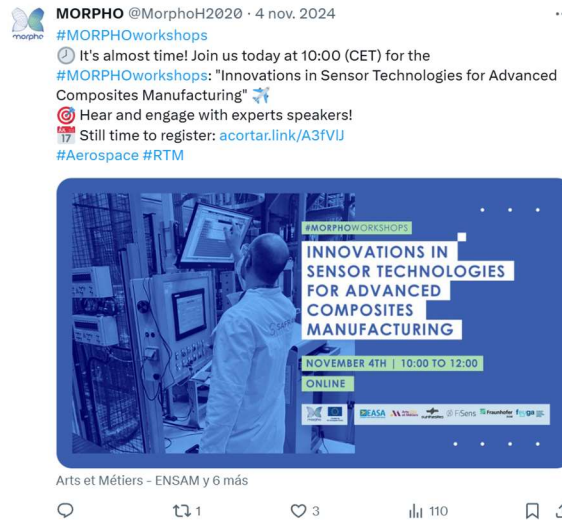 MORPHO @MorphoH2020 · 4 nov. 2024
#MORPHOworkshops
It's almost time! Join us today at 10:00 (CET) for the
#MORPHOworkshops: "Innovations in Sensor Technologies for Advanced
Composites Manufacturing"
Hear and engage with experts speakers!
Still time to register: acortar.link/A3fVlJ
#Aerospace #RTM
#MORPHOWORKSHOPS
INNOVATIONS IN
SENSOR TECHNOLOGIES
FOR ADVANCED
COMPOSITES
MANUFACTURING
NOVEMBER 4TH | 10:00 TO 12:00
ONLINE
EASA
FiSens
Fraunhofer
Arts et Métiers - ENSAM y 6 más
1
3
110